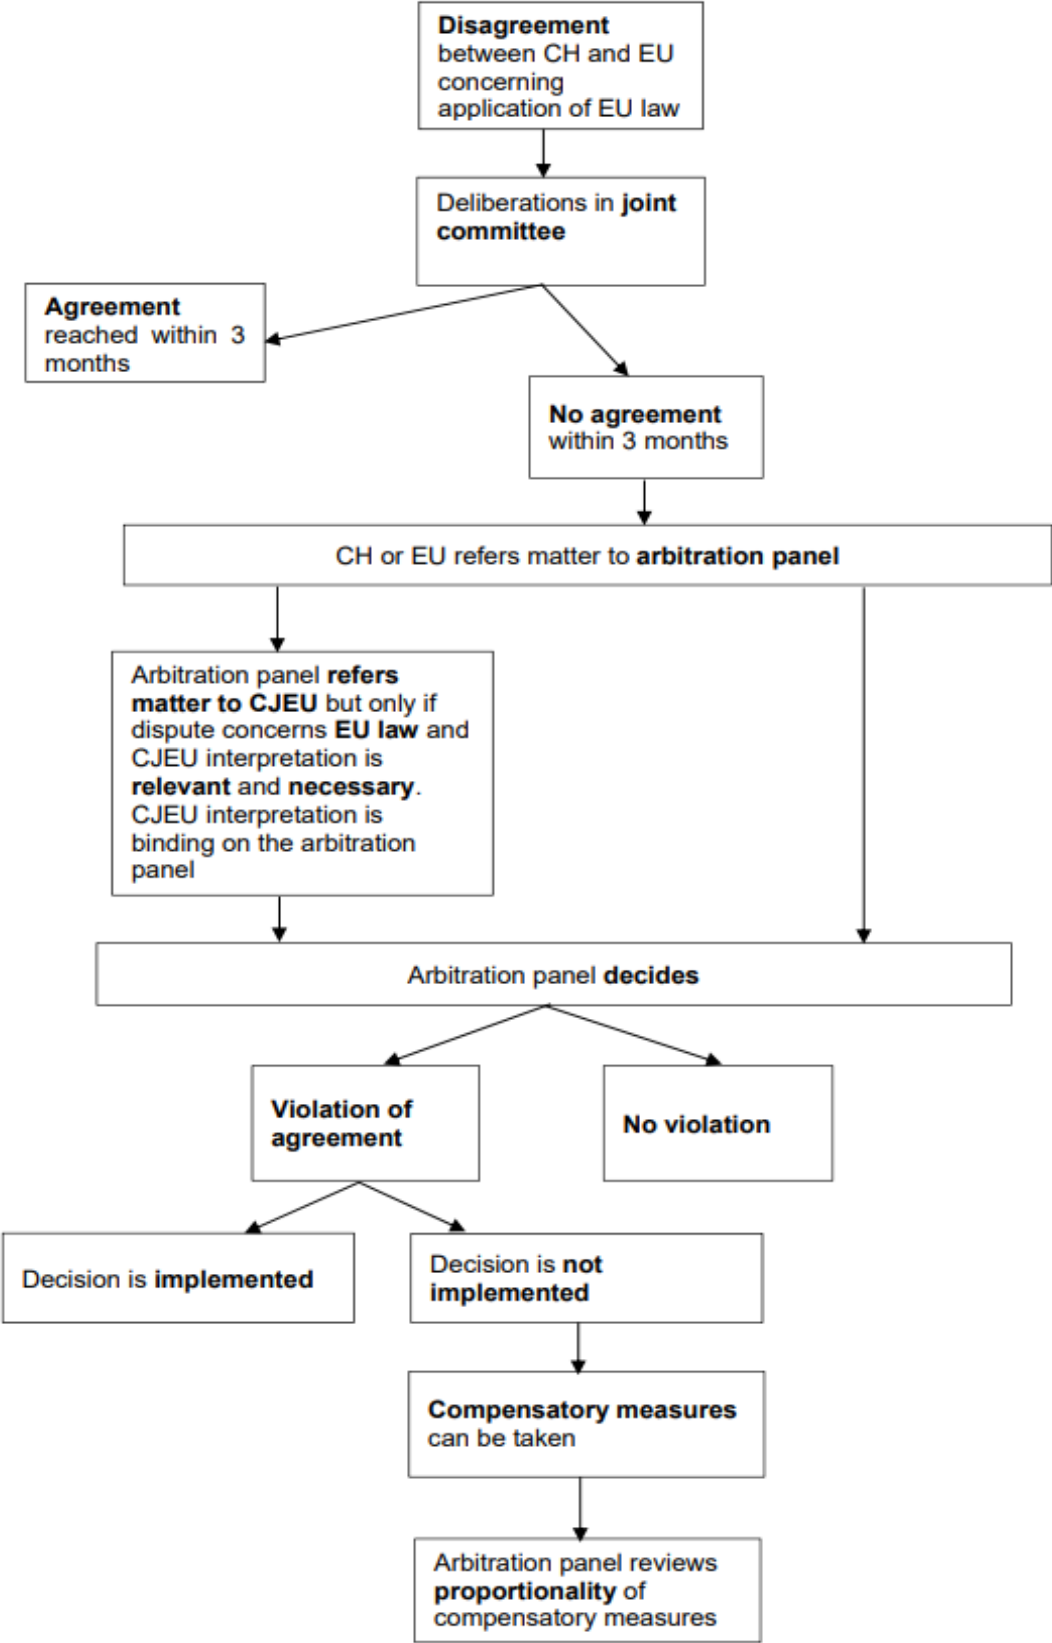 Disagreement
between CH and EU
concerning
application of EU law
Deliberations in joint
committee
Agreement
reached within 3
months
No agreement
within 3 months
CH or EU refers matter to arbitration panel
Arbitration panel refers
matter to CJEU but only if
dispute concerns EU law and
CJEU interpretation is
relevant and necessary.
CJEU interpretation is
binding on the arbitration
panel
Arbitration panel decides
Violation of
agreement
No violation
Decision is implemented
Decision is not
implemented
Compensatory measures
can be taken
Arbitration panel reviews
proportionality of
compensatory measures